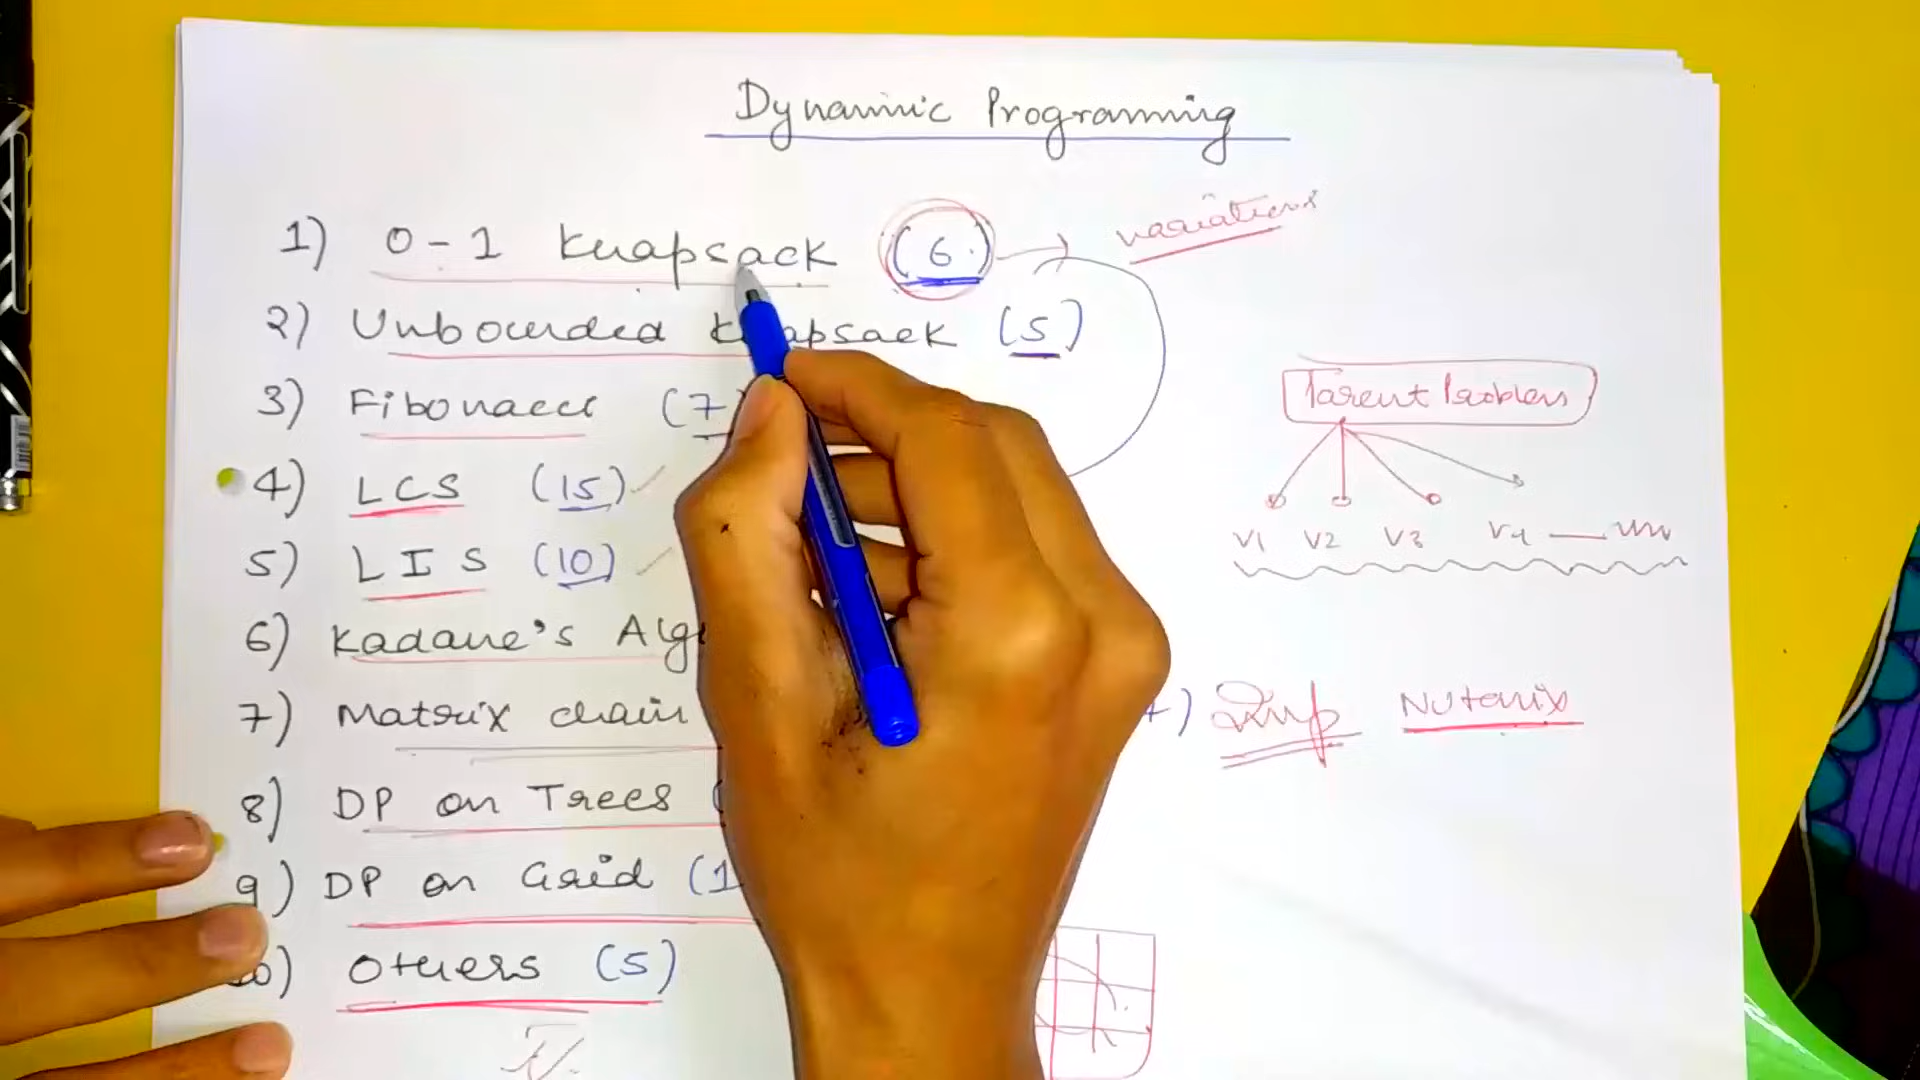 Dynamic Programming
1) 0-1 Knapsack (6) → variations
2) Unbounded Knapsack (5)
3) Fibonacci (7
Parent Problem
4) LCS (15) ✓
V1 V2 V3 V4
5) LIS (10) ✓
6) Kadane's Alg
7) Matrix chain
) Imp Nutanix
8) DP on Trees (
9) DP on Grid (1
10) Others (5)